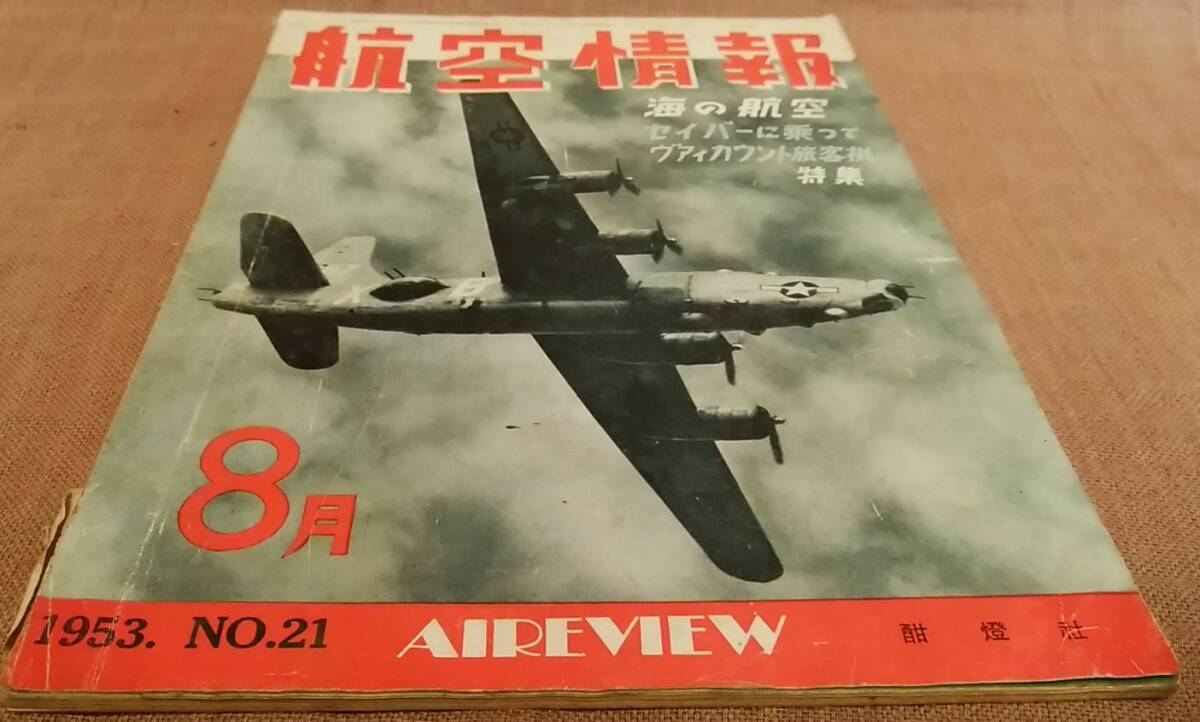 航空情報
海の航空
セイバーに乗って
ヴァイカウント旅客機
特集
8月
1953. NO.21 AIREVIEW 酣燈社